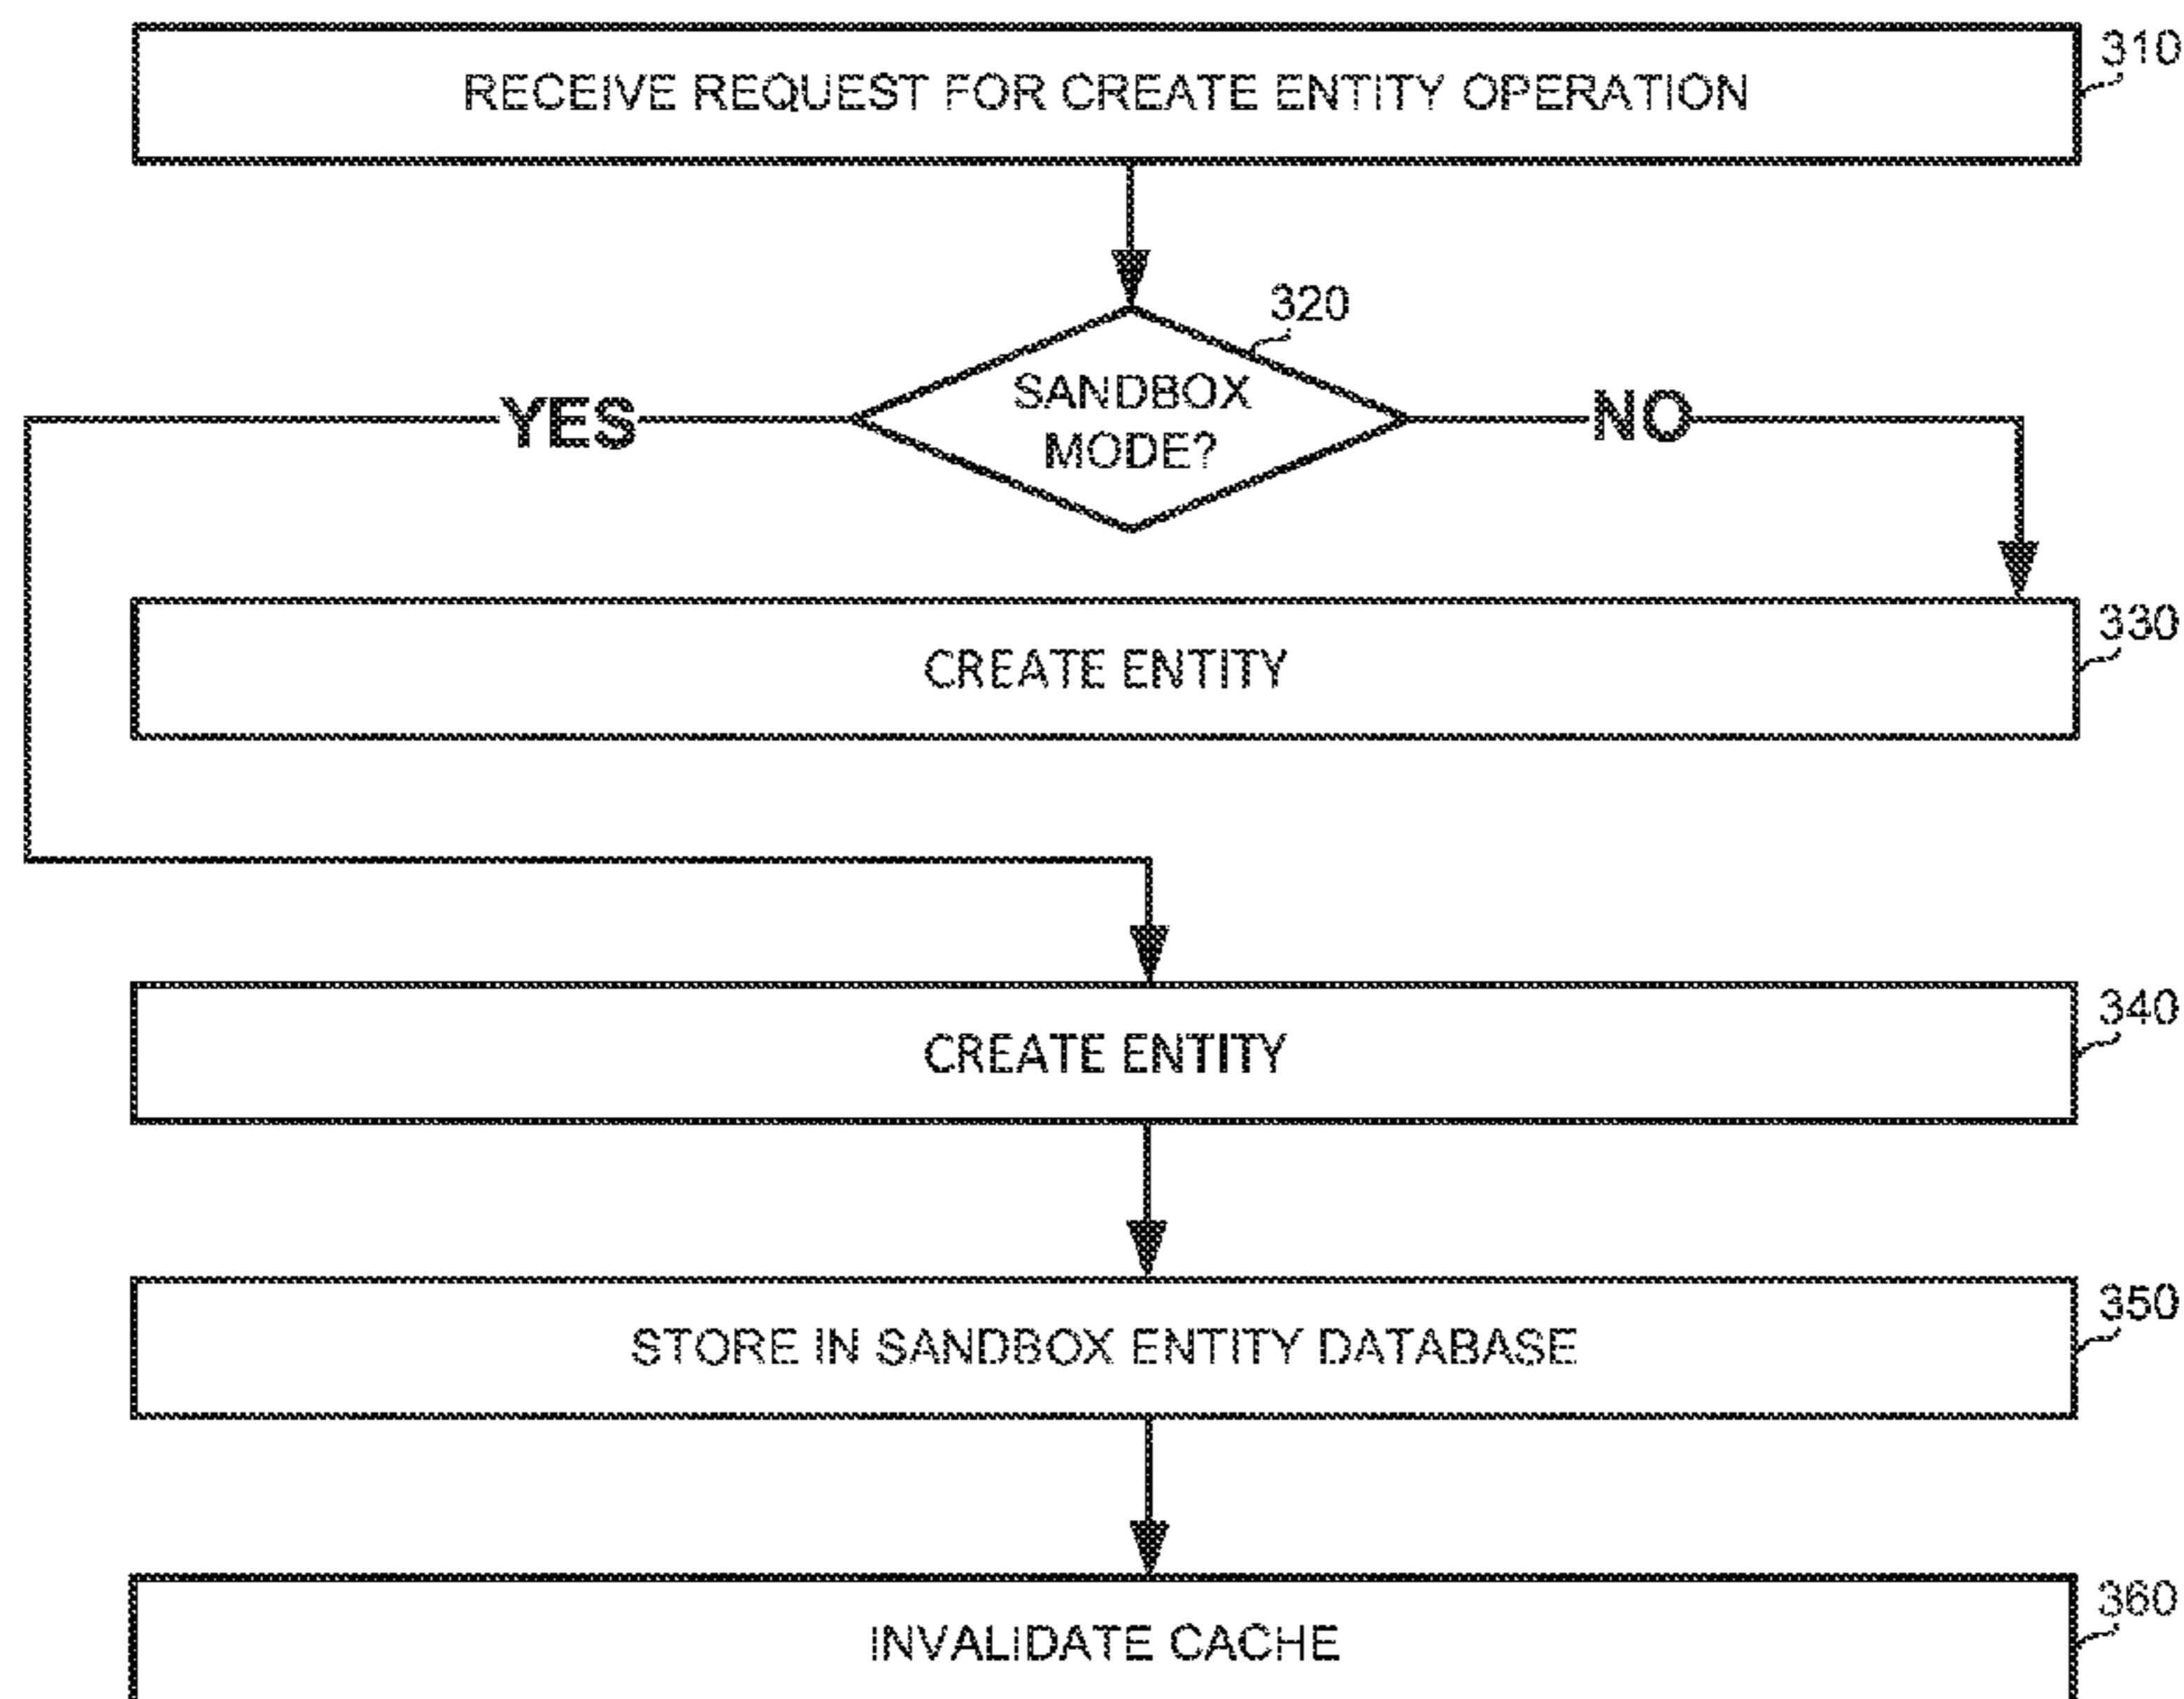 310
RECEIVE REQUEST FOR CREATE ENTITY OPERATION
320
SANDBOX
MODE?
YES
NO
330
CREATE ENTITY
340
CREATE ENTITY
350
STORE IN SANDBOX ENTITY DATABASE
360
INVALIDATE CACHE